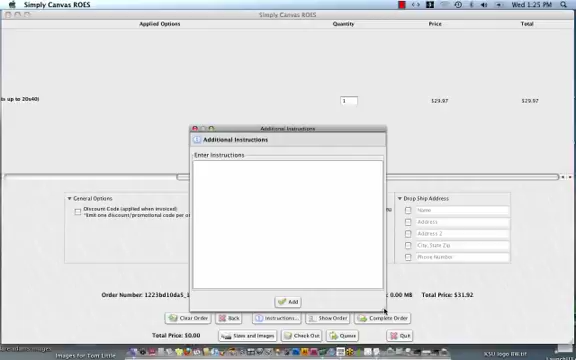 Simply Canvas ROES
Wed 1:25 PM
Simply Canvas ROES
Applied Options Quantity Price Total
ts up to 20x40) 1 $29.97 $29.97
Additional Instructions
Additional Instructions
Enter Instructions
General Options
Discount Code (applied when invoiced)
*limit one discount/promotional code per
Drop Ship Address
Name
Address
Address 2
City, State Zip
Phone Number
Add
Order Number: 1223bd10da5_1 0.00 MB Total Price: $31.92
Clear Order Back Instructions... Show Order Complete Order
Total Price: $0.00 Sizes and Images Check Out Queue Quit
Images for Tom Little
KSU logo